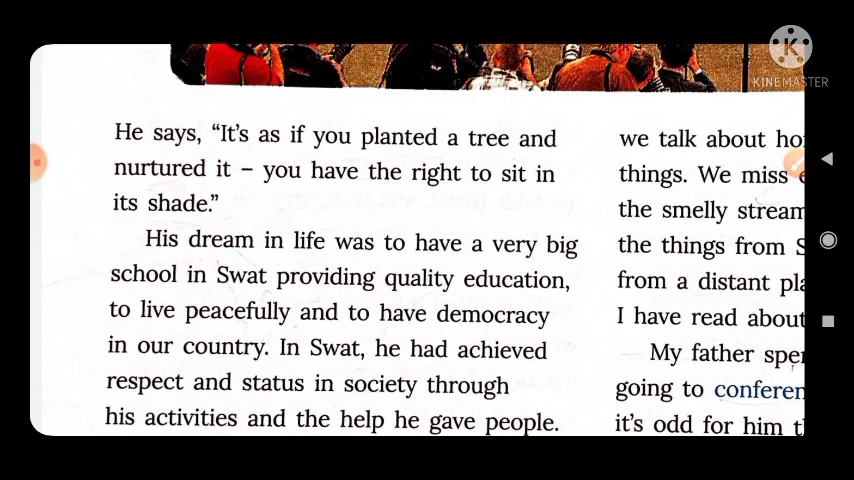 KINEMASTER
He says, “It’s as if you planted a tree and
nurtured it – you have the right to sit in
its shade.”
His dream in life was to have a very big
school in Swat providing quality education,
to live peacefully and to have democracy
in our country. In Swat, he had achieved
respect and status in society through
his activities and the help he gave people.
we talk about
things. We miss
the smelly stream
the things from
from a distant
I have read about
My father
going to
it’s odd for him